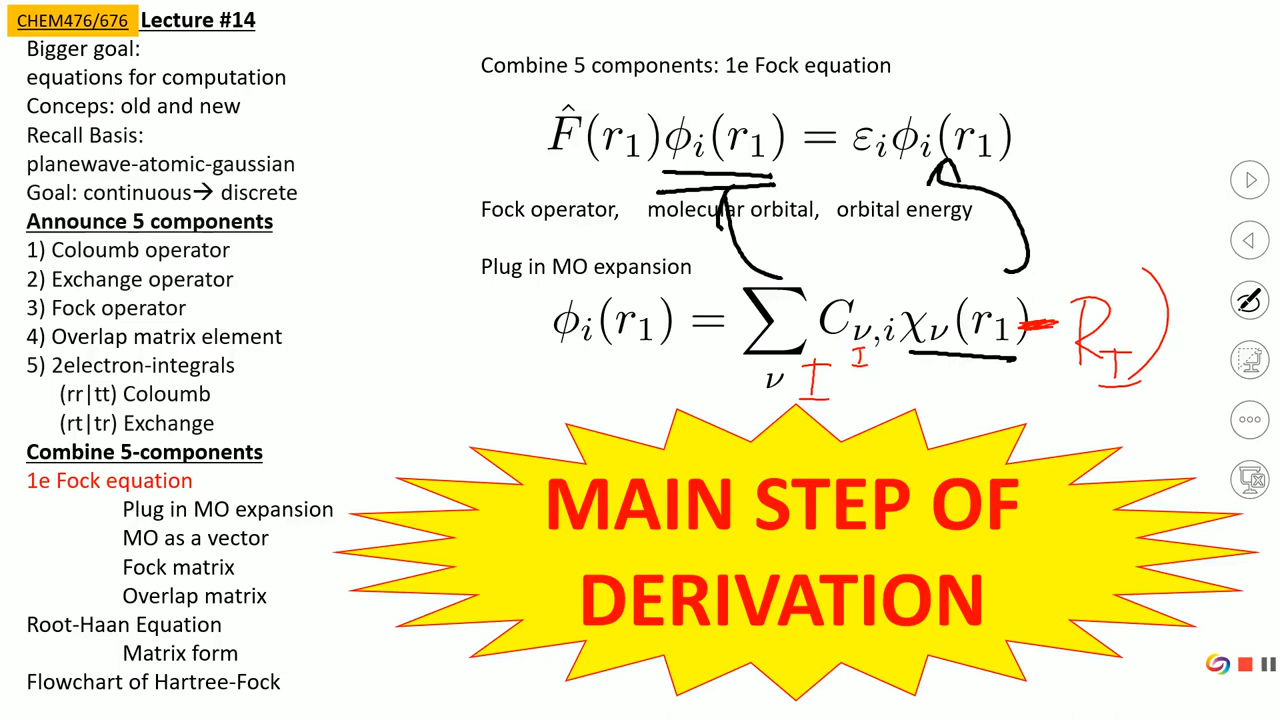 CHEM476/676 Lecture #14
Bigger goal:
equations for computation
Conceps: old and new
Recall Basis:
planewave-atomic-gaussian
Goal: continuous→ discrete
Announce 5 components
1) Coloumb operator
2) Exchange operator
3) Fock operator
4) Overlap matrix element
5) 2electron-integrals
(rr|tt) Coloumb
(rt|tr) Exchange
Combine 5-components
1e Fock equation
Plug in MO expansion
MO as a vector
Fock matrix
Overlap matrix
Root-Haan Equation
Matrix form
Flowchart of Hartree-Fock
Combine 5 components: 1e Fock equation
F̂(r₁)ϕᵢ(r₁) = εᵢϕᵢ(r₁)
Fock operator, molecular orbital, orbital energy
Plug in MO expansion
ϕᵢ(r₁) = ∑ C_ν,i χ_ν(r₁) - R_I )
ν I I
MAIN STEP OF
DERIVATION